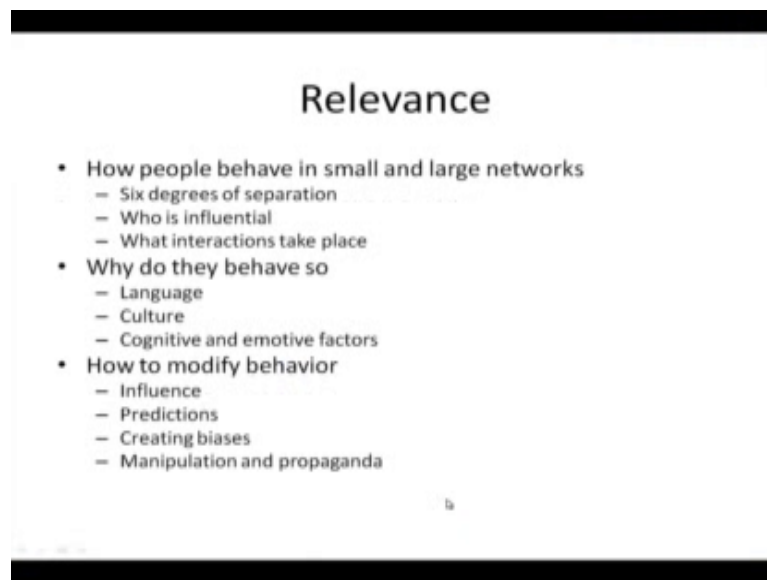 Relevance
• How people behave in small and large networks
– Six degrees of separation
– Who is influential
– What interactions take place
• Why do they behave so
– Language
– Culture
– Cognitive and emotive factors
• How to modify behavior
– Influence
– Predictions
– Creating biases
– Manipulation and propaganda